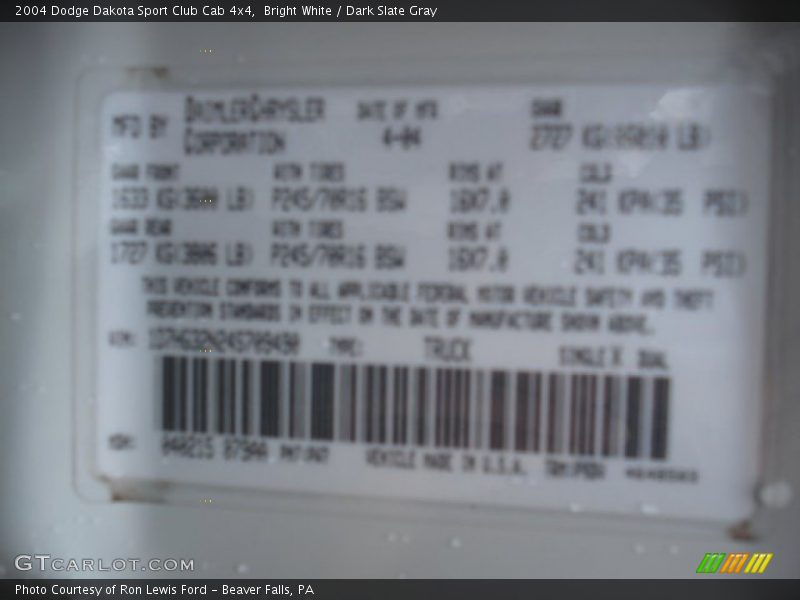 2004 Dodge Dakota Sport Club Cab 4x4,  Bright White / Dark Slate Gray
MFD BY DAIMLERCHRYSLER CORPORATION DATE OF MFR 4-04 GVWR 2727 KG( LB)
GAWR FRONT WITH TIRES RIMS AT COLD
1633 KG(3600 LB) P245/70R16 BSW 16X7.0 241 KPA(35 PSI)
GAWR REAR WITH TIRES RIMS AT COLD
1727 KG(3806 LB) P245/70R16 BSW 16X7.0 241 KPA(35 PSI)
THIS VEHICLE CONFORMS TO ALL APPLICABLE FEDERAL MOTOR VEHICLE SAFETY AND THEFT
PREVENTION STANDARDS IN EFFECT ON THE DATE OF MANUFACTURE SHOWN ABOVE.
VIN: TYPE: TRUCK SINGLE X DUAL
MDH: VEHICLE MADE IN U.S.A.
GTCARLOT.COM
Photo Courtesy of Ron Lewis Ford - Beaver Falls, PA